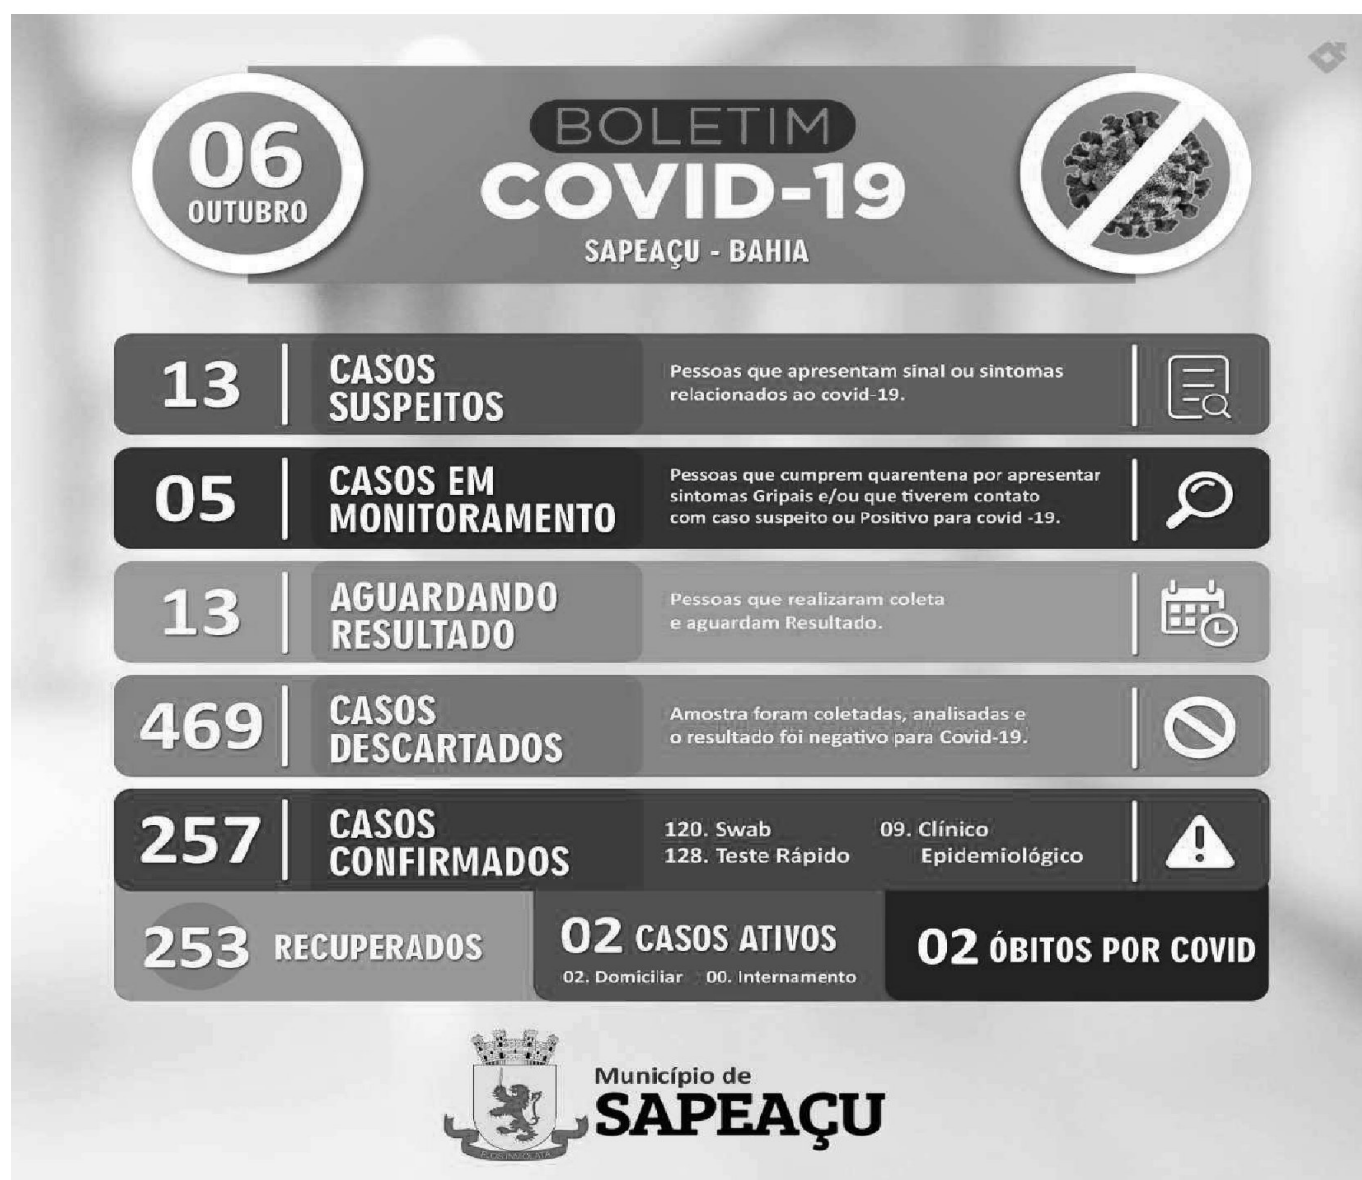 06
OUTUBRO
BOLETIM
COVID-19
SAPEAÇU - BAHIA
13
CASOS
SUSPEITOS
Pessoas que apresentam sinal ou sintomas
relacionados ao covid-19.
05
CASOS EM
MONITORAMENTO
Pessoas que cumprem quarentena por apresentar
sintomas Gripais e/ou que tiverem contato
com caso suspeito ou Positivo para covid -19.
13
AGUARDANDO
RESULTADO
Pessoas que realizaram coleta
e aguardam Resultado.
469
CASOS
DESCARTADOS
Amostra foram coletadas, analisadas e
o resultado foi negativo para Covid-19.
257
CASOS
CONFIRMADOS
120. Swab
128. Teste Rápido
09. Clínico
Epidemiológico
253 RECUPERADOS
02 CASOS ATIVOS
02. Domiciliar 00. Internamento
02 ÓBITOS POR COVID
Município de
SAPEAÇU